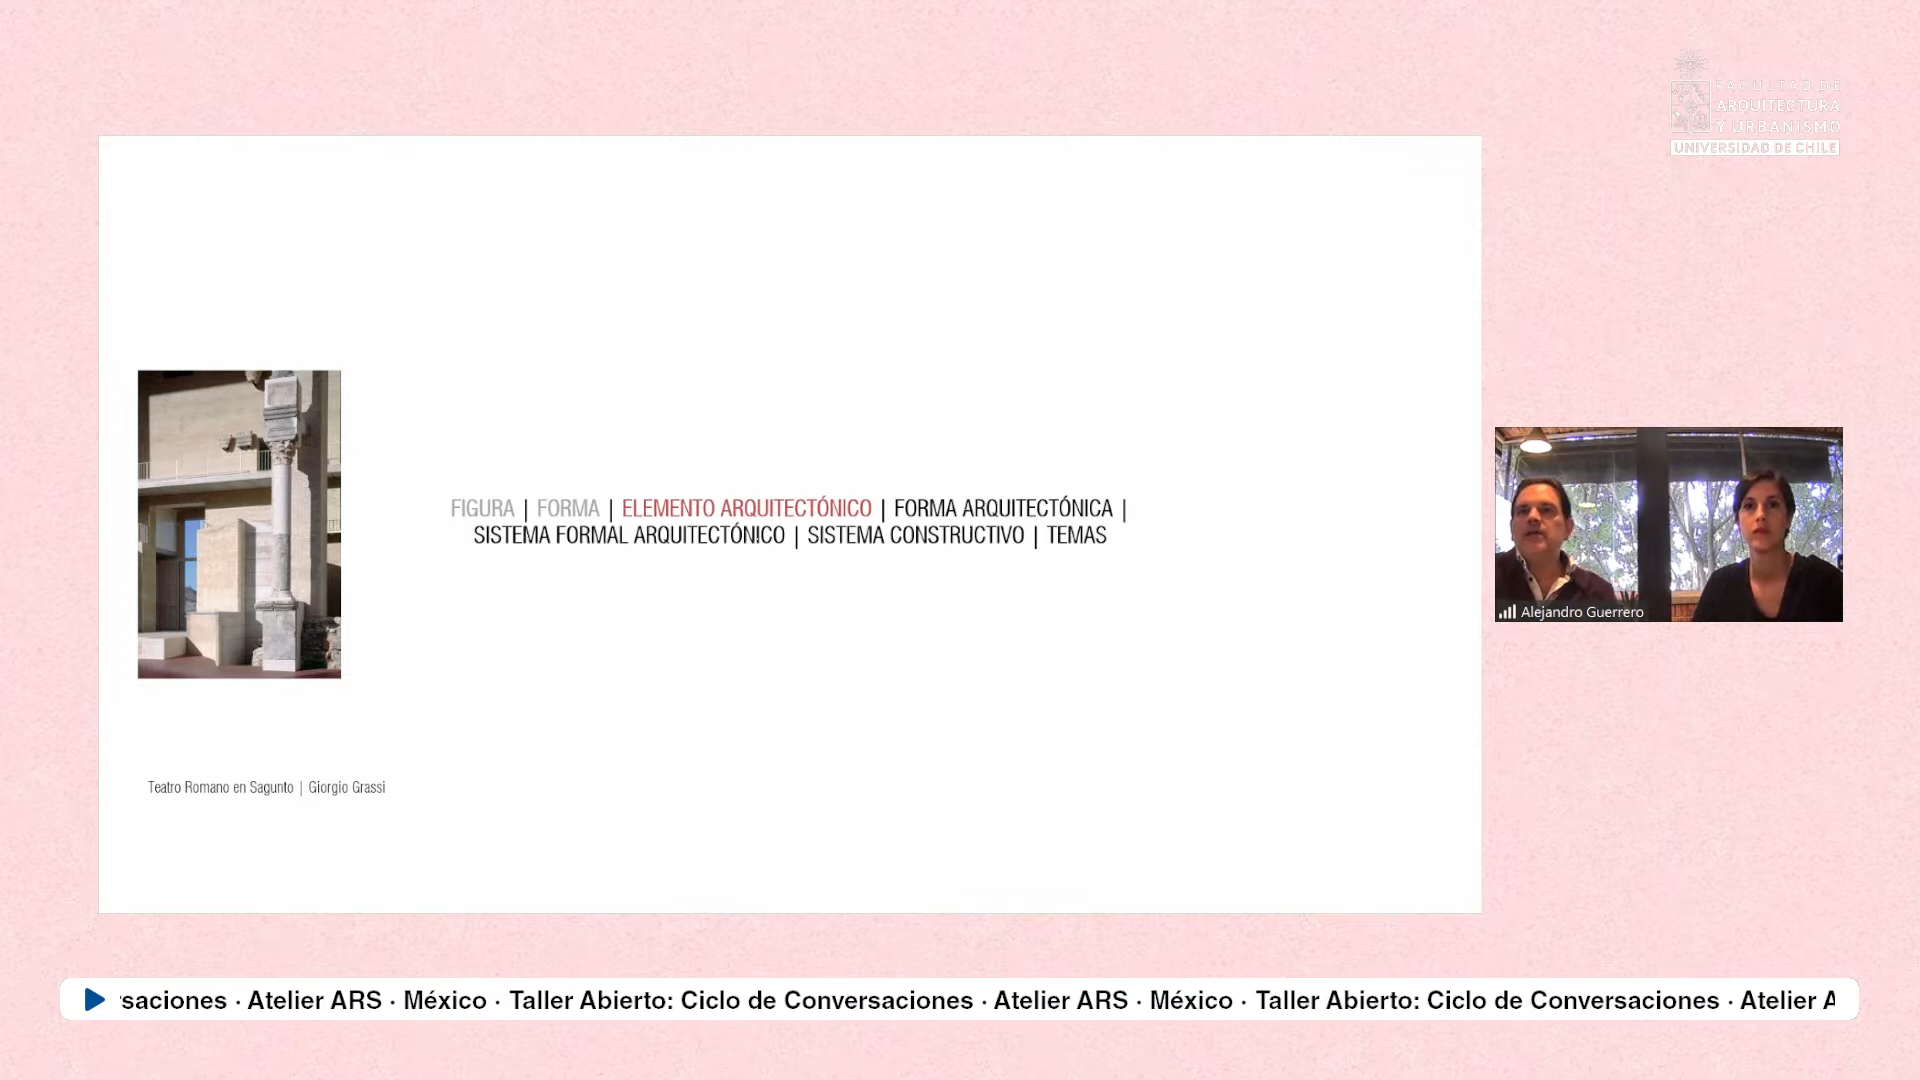 FACULTAD DE
ARQUITECTURA
Y URBANISMO
UNIVERSIDAD DE CHILE
FIGURA | FORMA | ELEMENTO ARQUITECTÓNICO | FORMA ARQUITECTÓNICA |
SISTEMA FORMAL ARQUITECTÓNICO | SISTEMA CONSTRUCTIVO | TEMAS
Alejandro Guerrero
Teatro Romano en Sagunto | Giorgio Grassi
saciones · Atelier ARS · México · Taller Abierto: Ciclo de Conversaciones · Atelier ARS · México · Taller Abierto: Ciclo de Conversaciones · Atelier A